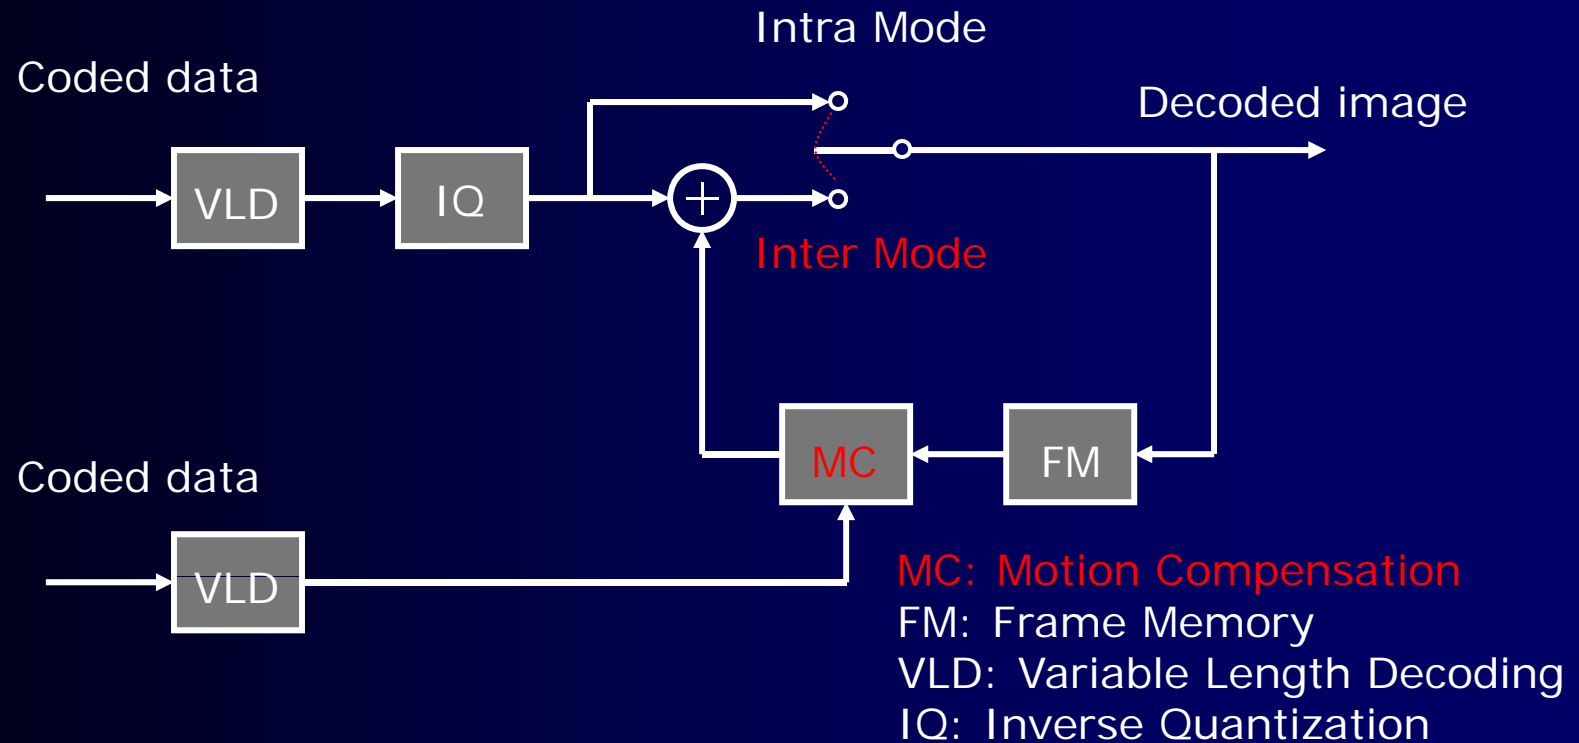 Intra Mode
Coded data
Decoded image
VLD
IQ
Inter Mode
MC
FM
Coded data
VLD
MC: Motion Compensation
FM: Frame Memory
VLD: Variable Length Decoding
IQ: Inverse Quantization